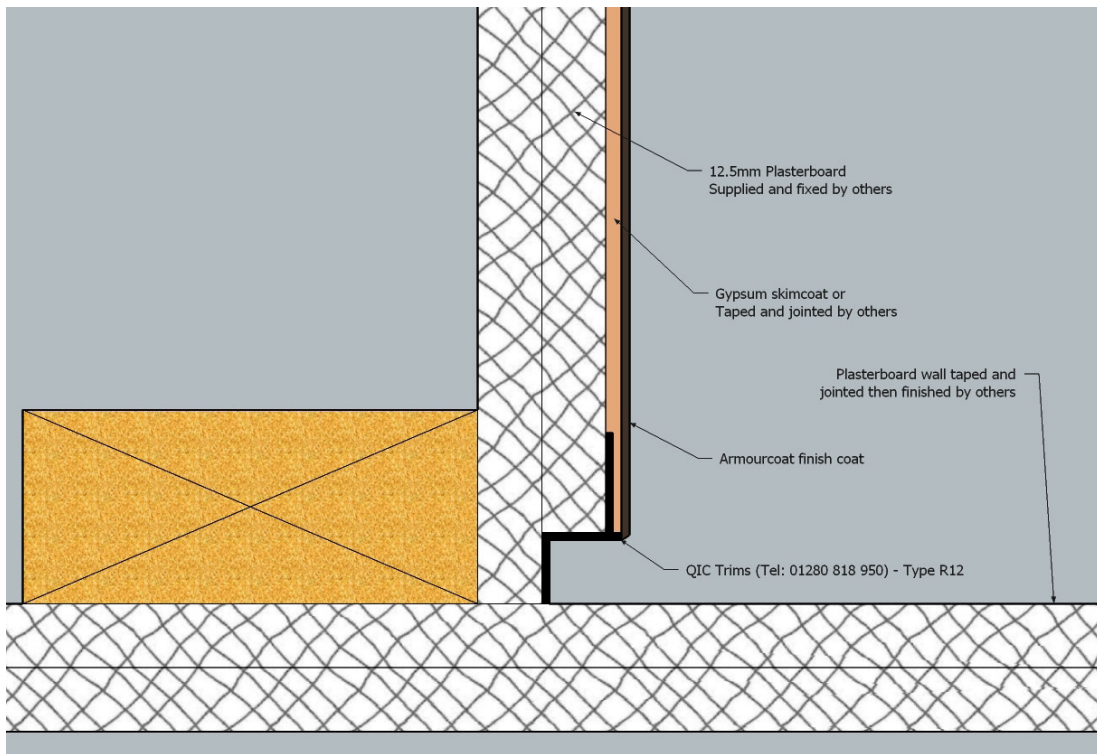 12.5mm Plasterboard
Supplied and fixed by others
Gypsum skimcoat or
Taped and jointed by others
Plasterboard wall taped and
jointed then finished by others
Armourcoat finish coat
QIC Trims (Tel: 01280 818 950) - Type R12